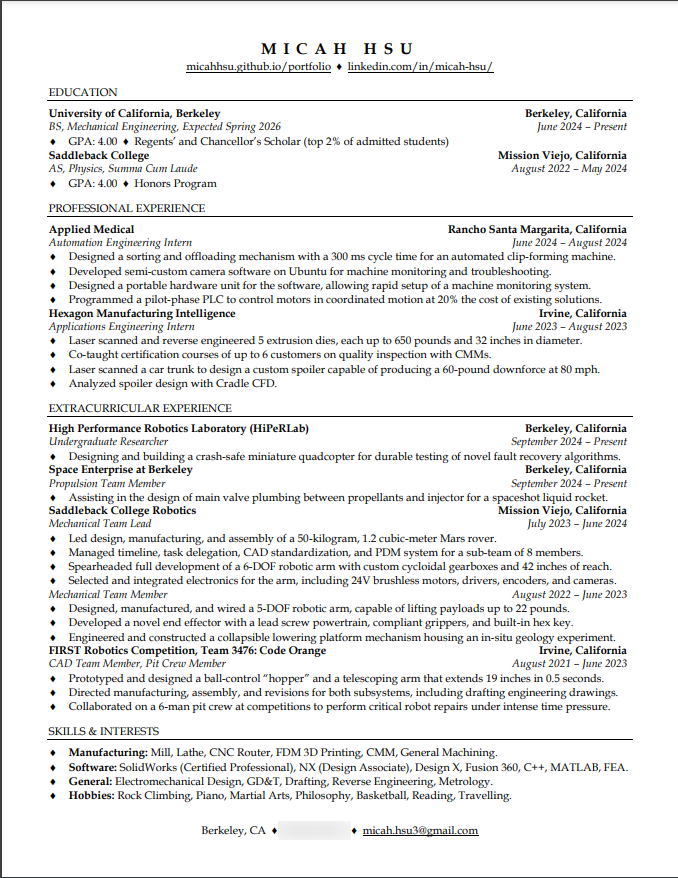 MICAH HSU
micahhsu.github.io/portfolio ♦ linkedin.com/in/micah-hsu/
EDUCATION
University of California, Berkeley Berkeley, California
BS, Mechanical Engineering, Expected Spring 2026 June 2024 – Present
♦ GPA: 4.00 ♦ Regents’ and Chancellor’s Scholar (top 2% of admitted students)
Saddleback College Mission Viejo, California
AS, Physics, Summa Cum Laude August 2022 – May 2024
♦ GPA: 4.00 ♦ Honors Program
PROFESSIONAL EXPERIENCE
Applied Medical Rancho Santa Margarita, California
Automation Engineering Intern June 2024 – August 2024
♦ Designed a sorting and offloading mechanism with a 300 ms cycle time for an automated clip-forming machine.
♦ Developed semi-custom camera software on Ubuntu for machine monitoring and troubleshooting.
♦ Designed a portable hardware unit for the software, allowing rapid setup of a machine monitoring system.
♦ Programmed a pilot-phase PLC to control motors in coordinated motion at 20% the cost of existing solutions.
Hexagon Manufacturing Intelligence Irvine, California
Applications Engineering Intern June 2023 – August 2023
♦ Laser scanned and reverse engineered 5 extrusion dies, each up to 650 pounds and 32 inches in diameter.
♦ Co-taught certification courses of up to 6 customers on quality inspection with CMMs.
♦ Laser scanned a car trunk to design a custom spoiler capable of producing a 60-pound downforce at 80 mph.
♦ Analyzed spoiler design with Cradle CFD.
EXTRACURRICULAR EXPERIENCE
High Performance Robotics Laboratory (HiPeRLab) Berkeley, California
Undergraduate Researcher September 2024 – Present
♦ Designing and building a crash-safe miniature quadcopter for durable testing of novel fault recovery algorithms.
Space Enterprise at Berkeley Berkeley, California
Propulsion Team Member September 2024 – Present
♦ Assisting in the design of main valve plumbing between propellants and injector for a spaceshot liquid rocket.
Saddleback College Robotics Mission Viejo, California
Mechanical Team Lead July 2023 – June 2024
♦ Led design, manufacturing, and assembly of a 50-kilogram, 1.2 cubic-meter Mars rover.
♦ Managed timeline, task delegation, CAD standardization, and PDM system for a sub-team of 8 members.
♦ Spearheaded full development of a 6-DOF robotic arm with custom cycloidal gearboxes and 42 inches of reach.
♦ Selected and integrated electronics for the arm, including 24V brushless motors, drivers, encoders, and cameras.
Mechanical Team Member August 2022 – June 2023
♦ Designed, manufactured, and wired a 5-DOF robotic arm, capable of lifting payloads up to 22 pounds.
♦ Developed a novel end effector with a lead screw powertrain, compliant grippers, and built-in hex key.
♦ Engineered and constructed a collapsible lowering platform mechanism housing an in-situ geology experiment.
FIRST Robotics Competition, Team 3476: Code Orange Irvine, California
CAD Team Member, Pit Crew Member August 2021 – June 2023
♦ Prototyped and designed a ball-control “hopper” and a telescoping arm that extends 19 inches in 0.5 seconds.
♦ Directed manufacturing, assembly, and revisions for both subsystems, including drafting engineering drawings.
♦ Collaborated on a 6-man pit crew at competitions to perform critical robot repairs under intense time pressure.
SKILLS & INTERESTS
♦ Manufacturing: Mill, Lathe, CNC Router, FDM 3D Printing, CMM, General Machining.
♦ Software: SolidWorks (Certified Professional), NX (Design Associate), Design X, Fusion 360, C++, MATLAB, FEA.
♦ General: Electromechanical Design, GD&T, Drafting, Reverse Engineering, Metrology.
♦ Hobbies: Rock Climbing, Piano, Martial Arts, Philosophy, Basketball, Reading, Travelling.
Berkeley, CA ♦ ♦ micah.hsu3@gmail.com